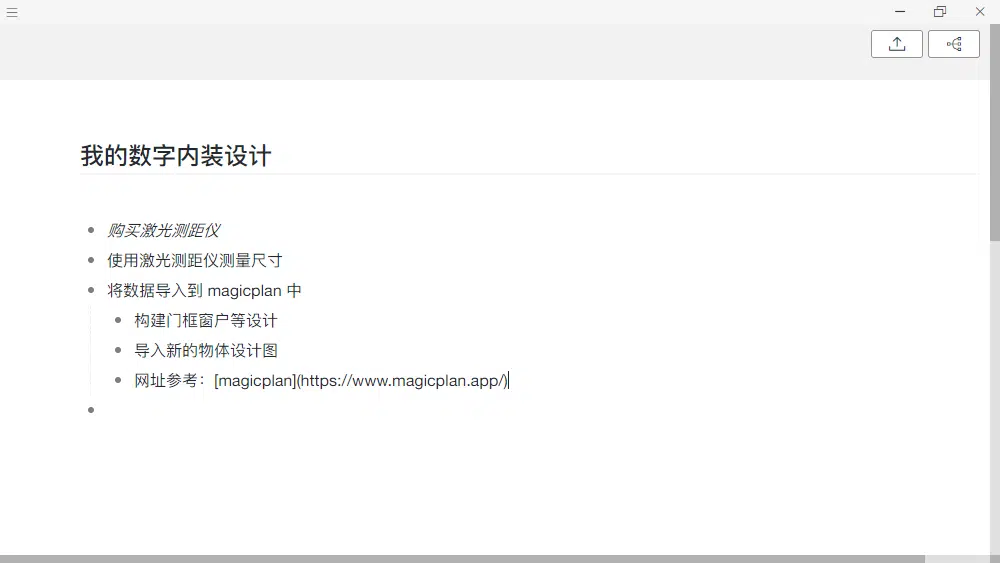 我的数字内装设计
购买激光测距仪
使用激光测距仪测量尺寸
将数据导入到 magicplan 中
构建门框窗户等设计
导入新的物体设计图
网址参考：[magicplan](https://www.magicplan.app/)